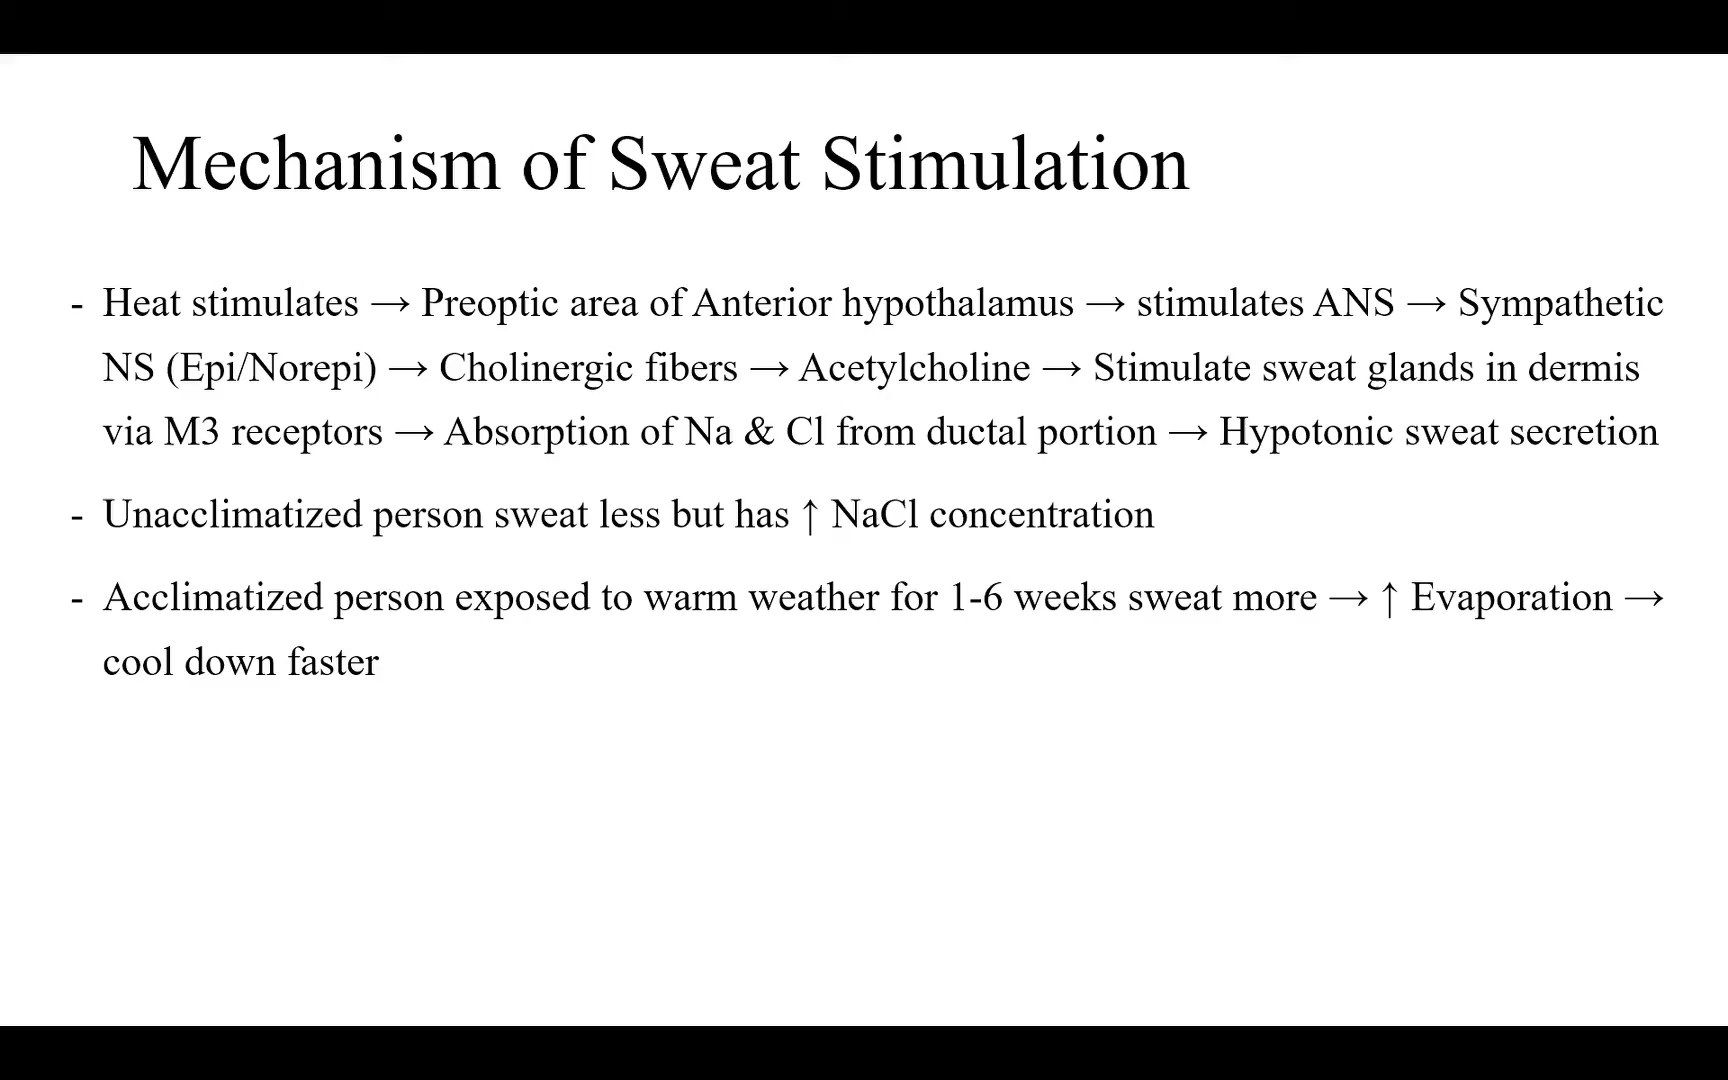 Mechanism of Sweat Stimulation
- Heat stimulates → Preoptic area of Anterior hypothalamus → stimulates ANS → Sympathetic
NS (Epi/Norepi) → Cholinergic fibers → Acetylcholine → Stimulate sweat glands in dermis
via M3 receptors → Absorption of Na & Cl from ductal portion → Hypotonic sweat secretion
- Unacclimatized person sweat less but has ↑ NaCl concentration
- Acclimatized person exposed to warm weather for 1-6 weeks sweat more → ↑ Evaporation →
cool down faster